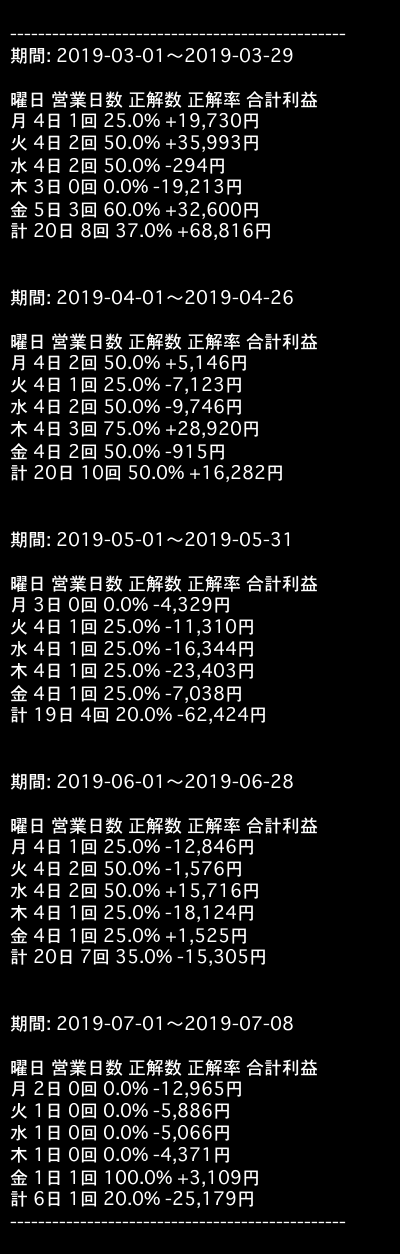 ------------------------------------------------
期間: 2019-03-01〜2019-03-29
曜日 営業日数 正解数 正解率 合計利益
月 4日 1回 25.0% +19,730円
火 4日 2回 50.0% +35,993円
水 4日 2回 50.0% -294円
木 3日 0回 0.0% -19,213円
金 5日 3回 60.0% +32,600円
計 20日 8回 37.0% +68,816円
期間: 2019-04-01〜2019-04-26
曜日 営業日数 正解数 正解率 合計利益
月 4日 2回 50.0% +5,146円
火 4日 1回 25.0% -7,123円
水 4日 2回 50.0% -9,746円
木 4日 3回 75.0% +28,920円
金 4日 2回 50.0% -915円
計 20日 10回 50.0% +16,282円
期間: 2019-05-01〜2019-05-31
曜日 営業日数 正解数 正解率 合計利益
月 3日 0回 0.0% -4,329円
火 4日 1回 25.0% -11,310円
水 4日 1回 25.0% -16,344円
木 4日 1回 25.0% -23,403円
金 4日 1回 25.0% -7,038円
計 19日 4回 20.0% -62,424円
期間: 2019-06-01〜2019-06-28
曜日 営業日数 正解数 正解率 合計利益
月 4日 1回 25.0% -12,846円
火 4日 2回 50.0% -1,576円
水 4日 2回 50.0% +15,716円
木 4日 1回 25.0% -18,124円
金 4日 1回 25.0% +1,525円
計 20日 7回 35.0% -15,305円
期間: 2019-07-01〜2019-07-08
曜日 営業日数 正解数 正解率 合計利益
月 2日 0回 0.0% -12,965円
火 1日 0回 0.0% -5,886円
水 1日 0回 0.0% -5,066円
木 1日 0回 0.0% -4,371円
金 1日 1回 100.0% +3,109円
計 6日 1回 20.0% -25,179円
------------------------------------------------